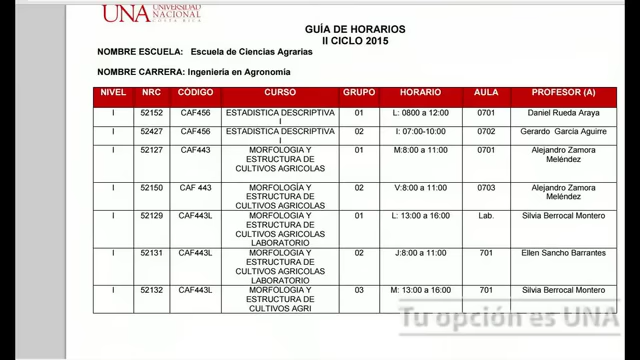 UNA UNIVERSIDAD
NACIONAL
COSTA RICA
GUÍA DE HORARIOS
II CICLO 2015
NOMBRE ESCUELA: Escuela de Ciencias Agrarias
NOMBRE CARRERA: Ingenieria en Agronomia
NIVEL NRC CÓDIGO CURSO GRUPO HORARIO AULA PROFESOR (A)
I 52152 CAF456 ESTADISTICA DESCRIPTIVA 01 L: 0800 a 12:00 0701 Daniel Rueda Araya
I
I 52427 CAF456 ESTADISTICA DESCRIPTIVA 02 I: 07:00-10:00 0702 Gerardo García Aguirre
I
I 52127 CAF443 MORFOLOGIA Y 01 M:8:00 a 11:00 0701 Alejandro Zamora
ESTRUCTURA DE Meléndez
CULTIVOS AGRICOLAS
I 52150 CAF 443 MORFOLOGÍA Y 02 V:8:00 a 11:00 0703 Alejandro Zamora
ESTRUCTURA DE Meléndez
CULTIVOS AGRICOLAS
I 52129 CAF443L MORFOLOGIA Y 01 L: 13:00 a 16:00 Lab. Silvia Berrocal Montero
ESTRUCTURA DE
CULTIVOS AGRICOLAS
LABORATORIO
I 52131 CAF443L MORFOLOGIA Y 02 J:8:00 a 11:00 701 Ellen Sancho Barrantes
ESTRUCTURA DE
CULTIVOS AGRICOLAS
LABORATORIO
I 52132 CAF443L MORFOLOGIA Y 03 M: 13:00 a 16:00 701 Silvia Berrocal Montero
ESTRUCTURA DE
CULTIVOS AGRI
Tu opción es UNA